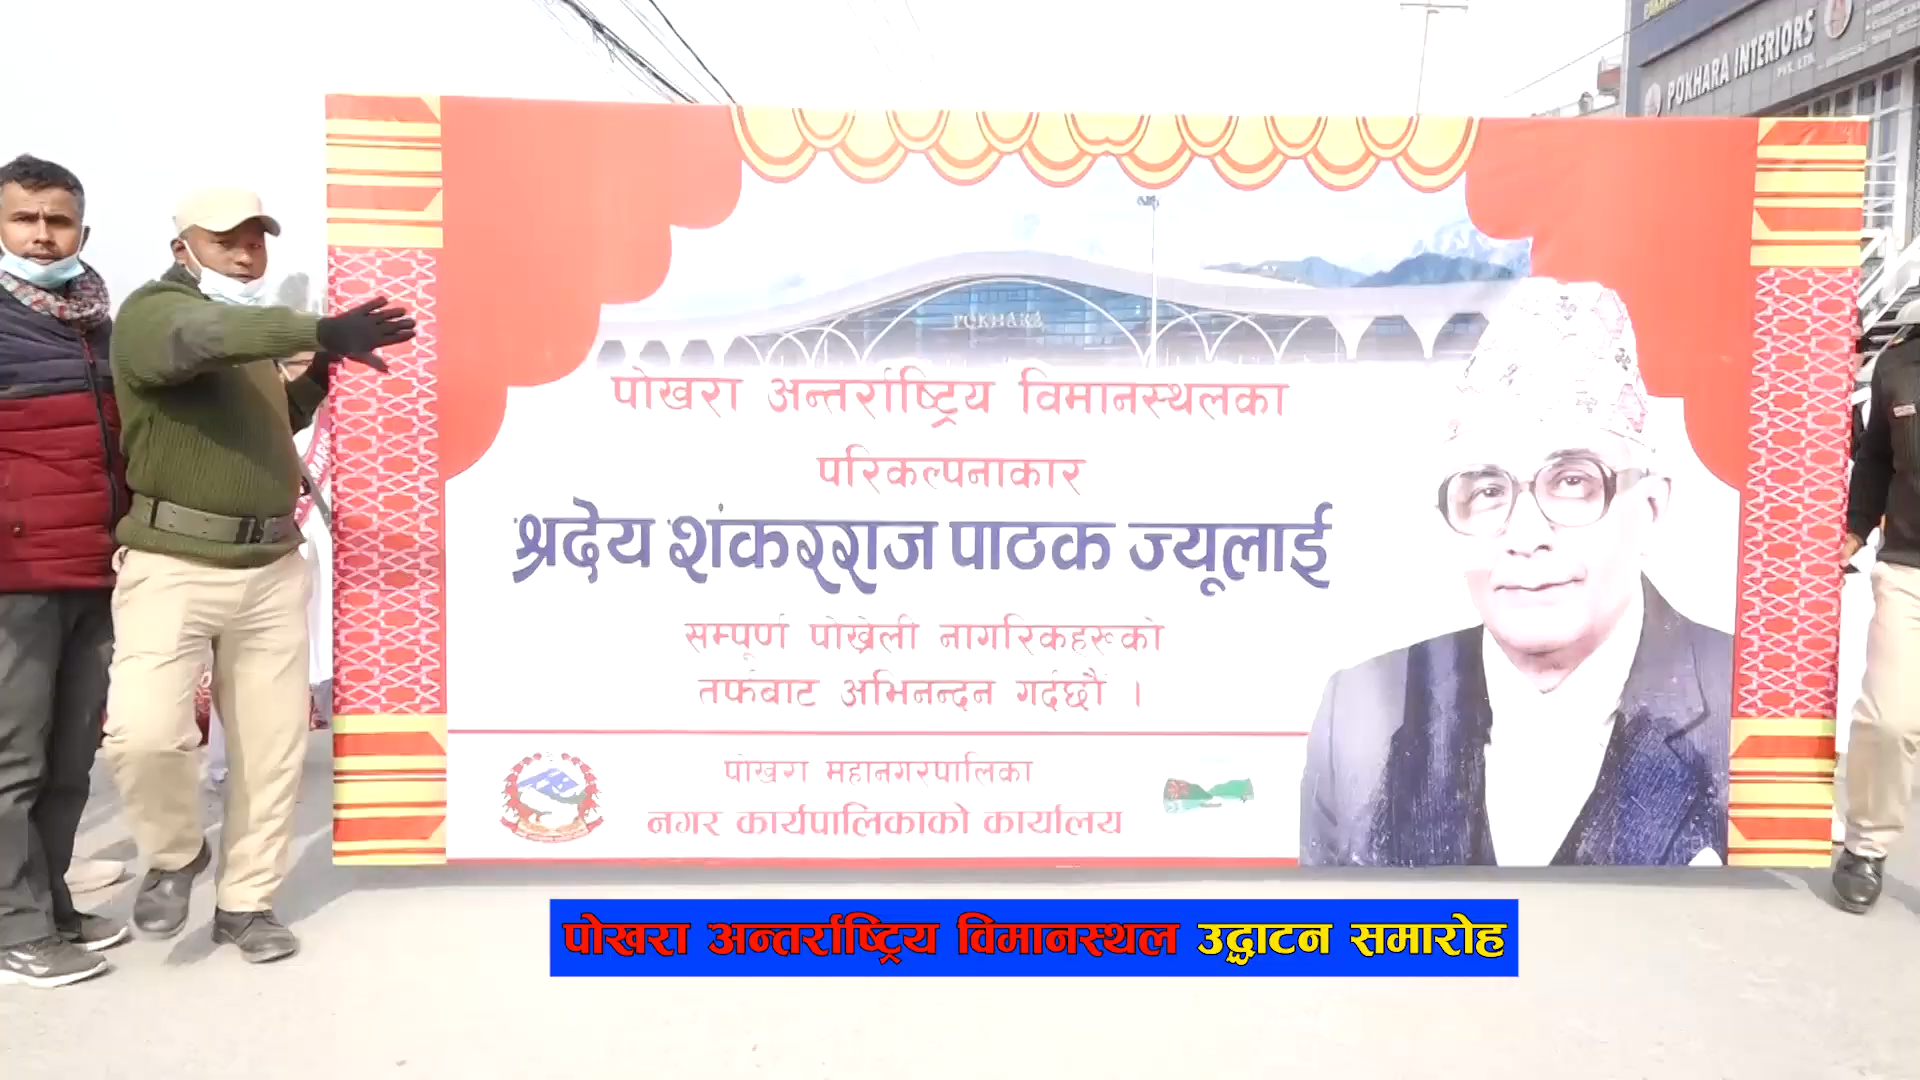 POKHARA INTERIORS
PVT. LTD.
POKHARA
पोखरा अन्तर्राष्ट्रिय विमानस्थलका
परिकल्पनाकार
श्रदेय शंकरराज पाठक ज्यूलाई
सम्पूर्ण पोखेली नागरिकहरूको
तर्फबाट अभिनन्दन गर्दछौं ।
पोखरा महानगरपालिका
नगर कार्यपालिकाको कार्यालय
पोखरा अन्तर्राष्ट्रिय विमानस्थल उद्घाटन समारोह